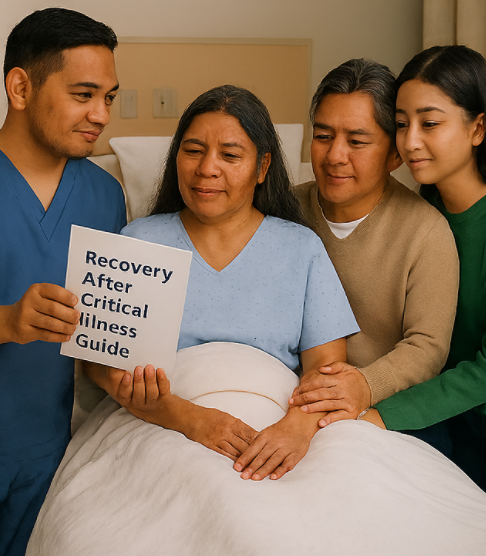 Recovery
After
Critical
Illness
Guide